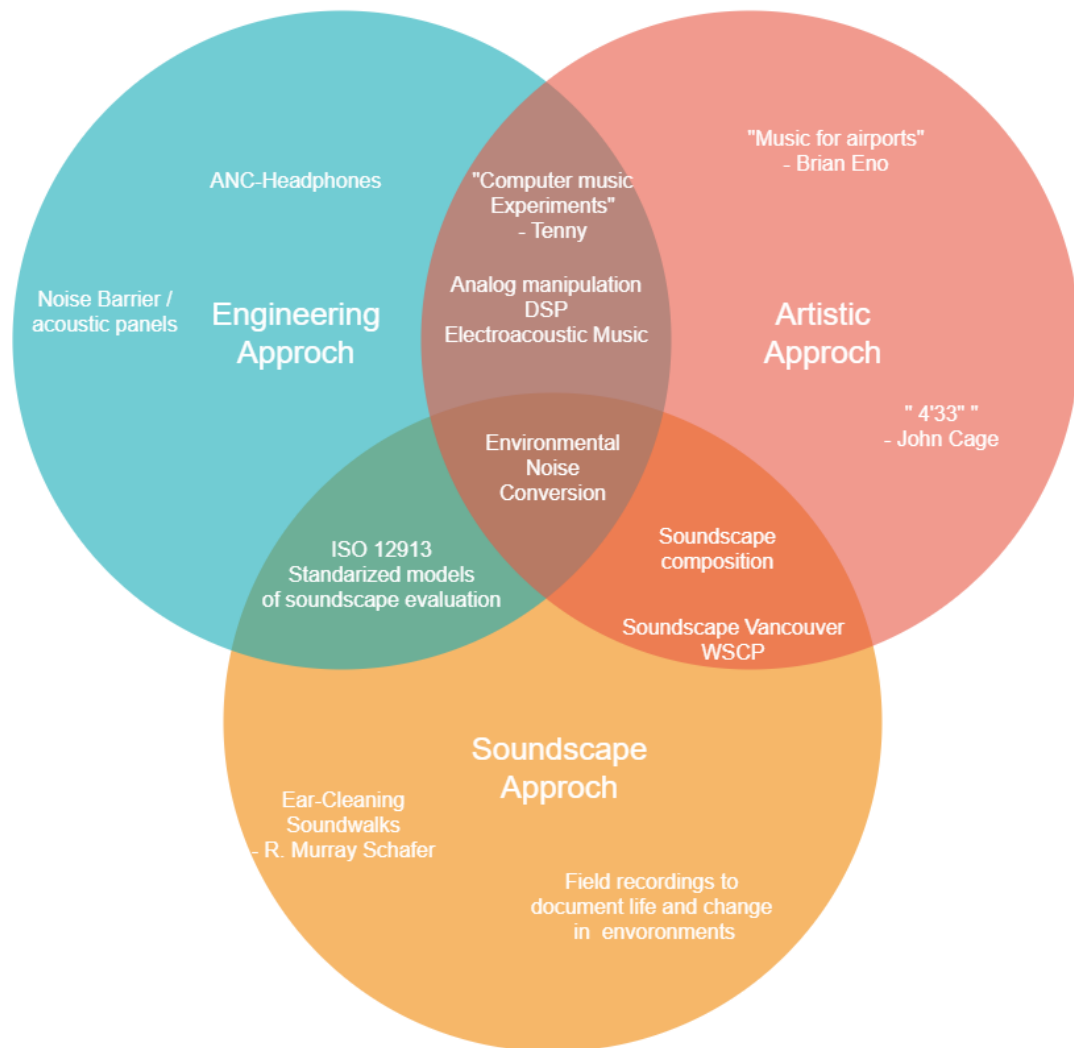 "Music for airports"
- Brian Eno
ANC-Headphones
"Computer music
Experiments"
- Tenny
Analog manipulation
DSP
Electroacoustic Music
Noise Barrier /
acoustic panels
Engineering
Approch
Artistic
Approch
" 4'33" "
- John Cage
Environmental
Noise
Conversion
ISO 12913
Standarized models
of soundscape evaluation
Soundscape
composition
Soundscape Vancouver
WSCP
Soundscape
Approch
Ear-Cleaning
Soundwalks
- R. Murray Schafer
Field recordings to
document life and change
in envoronments